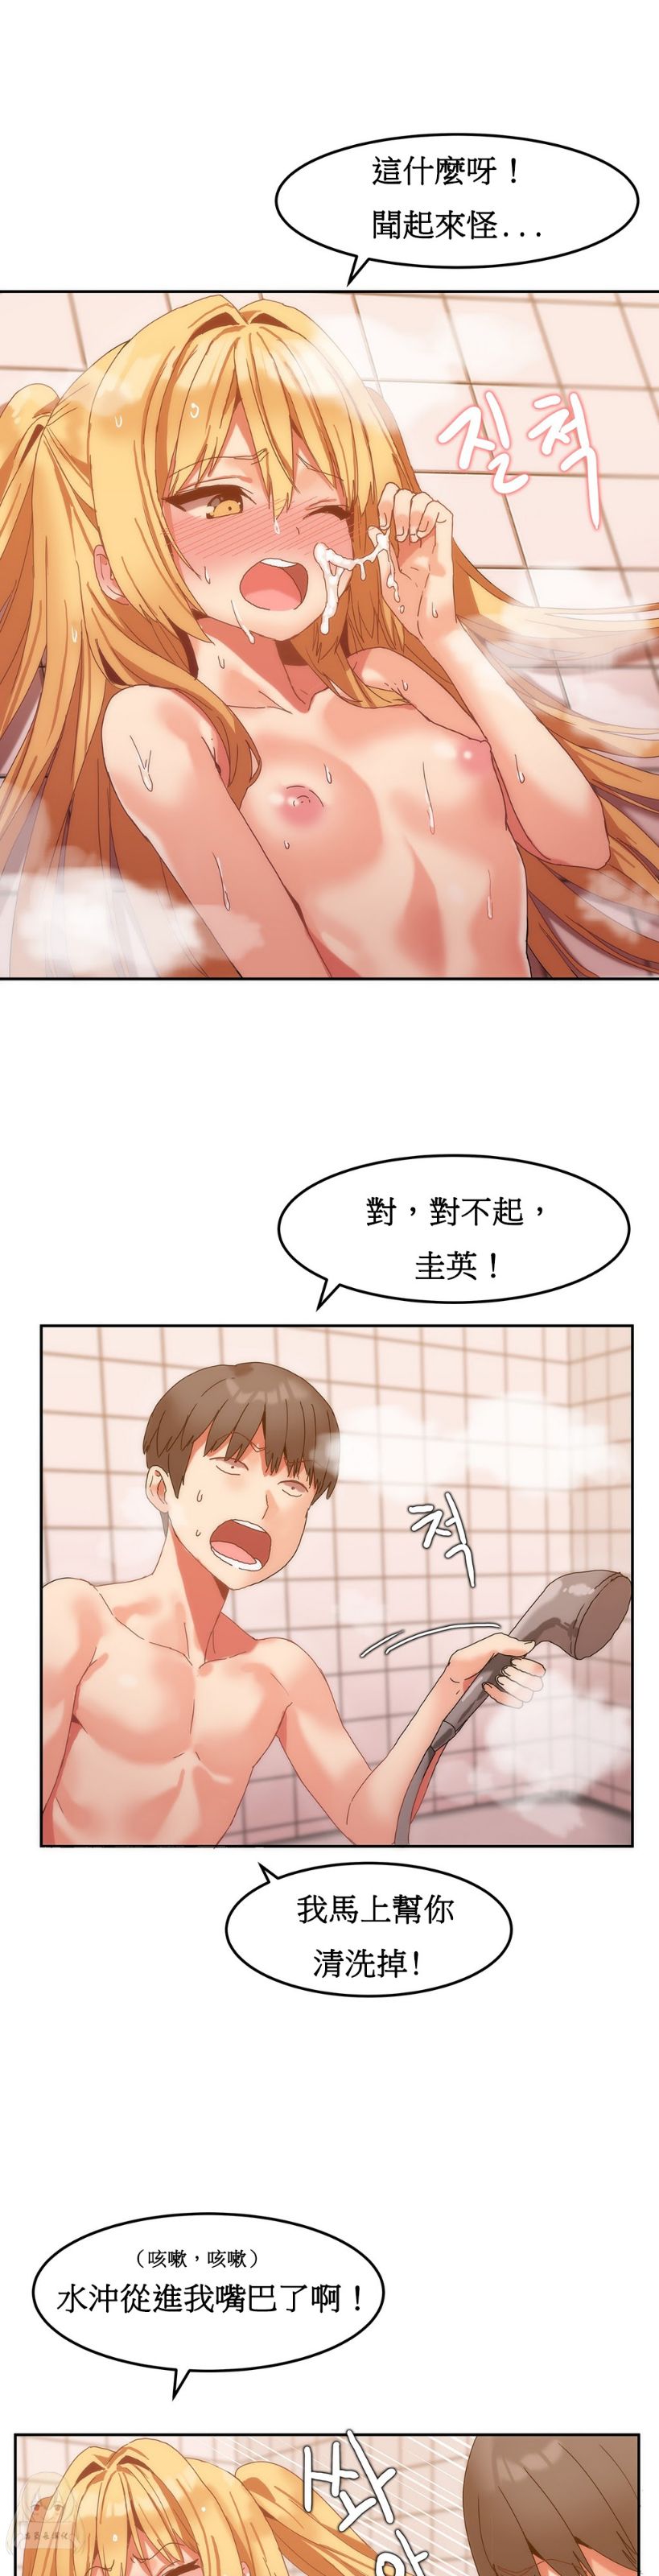 這什麼呀！
聞起來怪...
질척
對，對不起，
圭英！
척
我馬上幫你
清洗掉!
（咳嗽，咳嗽）
水沖從進我嘴巴了啊！